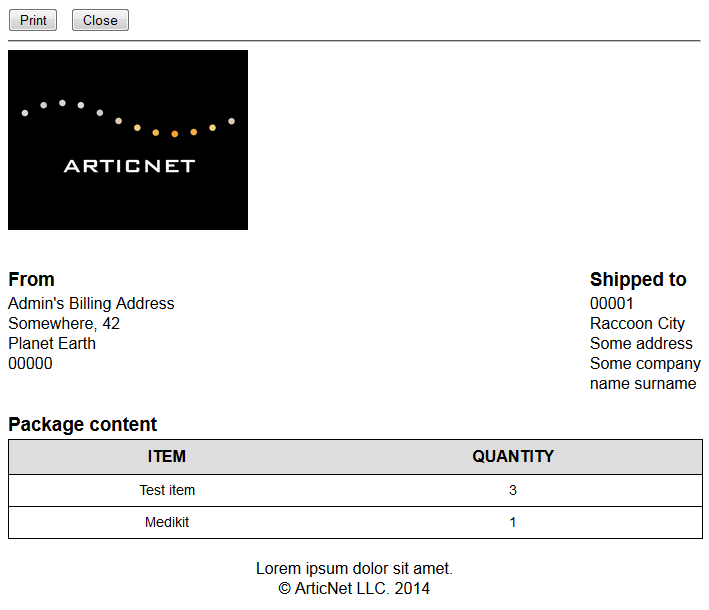 Print Close
ARTICNET
From
Admin's Billing Address
Somewhere, 42
Planet Earth
00000
Shipped to
00001
Raccoon City
Some address
Some company
name surname
Package content
ITEM QUANTITY
Test item 3
Medikit 1
Lorem ipsum dolor sit amet.
© ArticNet LLC. 2014